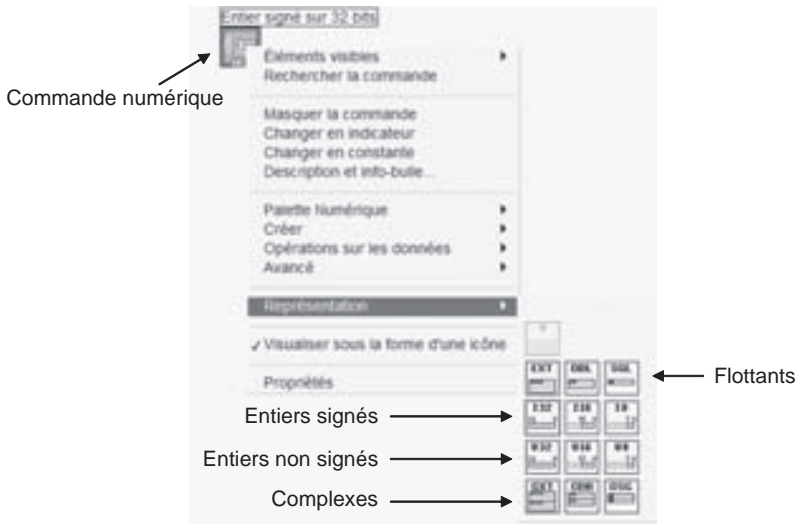 Entier signé sur 32 bits
Commande numérique
Éléments visibles
Rechercher la commande
Masquer la commande
Changer en indicateur
Changer en constante
Description et info-bulle...
Palette Numérique
Créer
Opérations sur les données
Avancé
Représentation
✓ Visualiser sous la forme d'une icône
Propriétés
EXT DBL SGL
Flottants
Entiers signés
I32 I16 I8
Entiers non signés
U32 U16 U8
Complexes
CXT CDB CSG